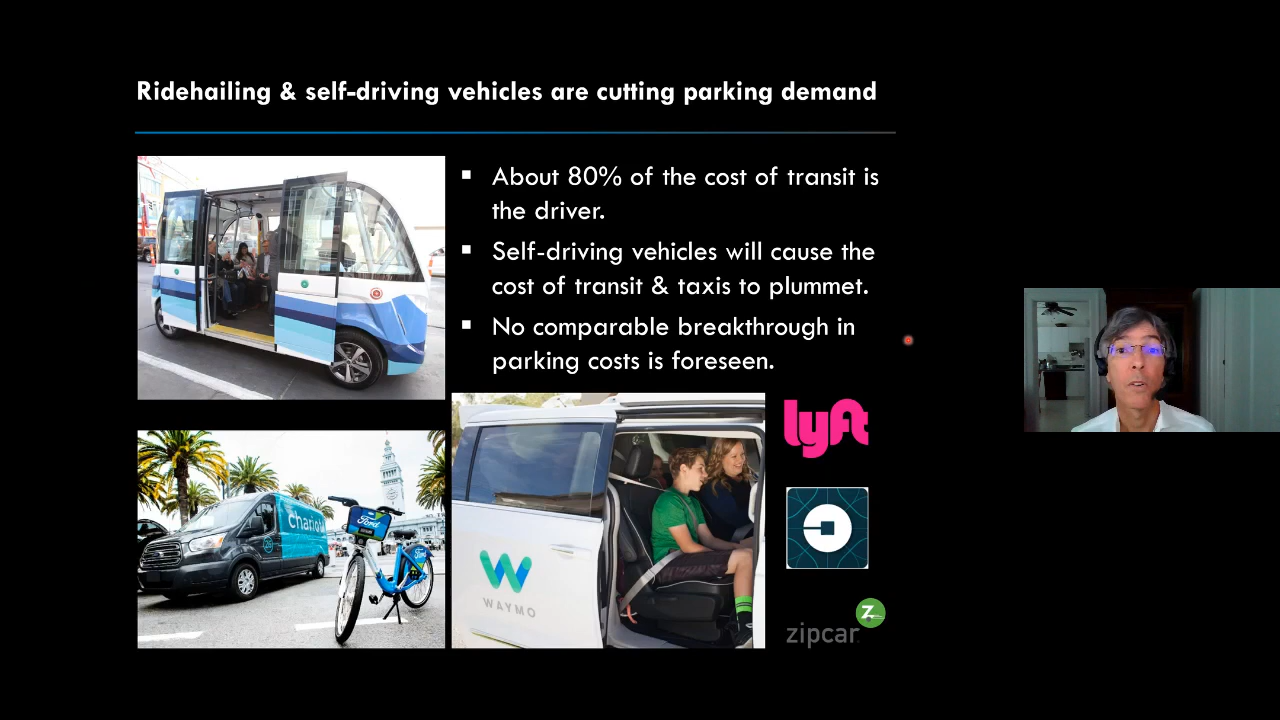 Ridehailing & self-driving vehicles are cutting parking demand
▪ About 80% of the cost of transit is
the driver.
▪ Self-driving vehicles will cause the
cost of transit & taxis to plummet.
▪ No comparable breakthrough in
parking costs is foreseen.
chariot
Ford
Ford
WAYMO
lyft
zipcar
Z